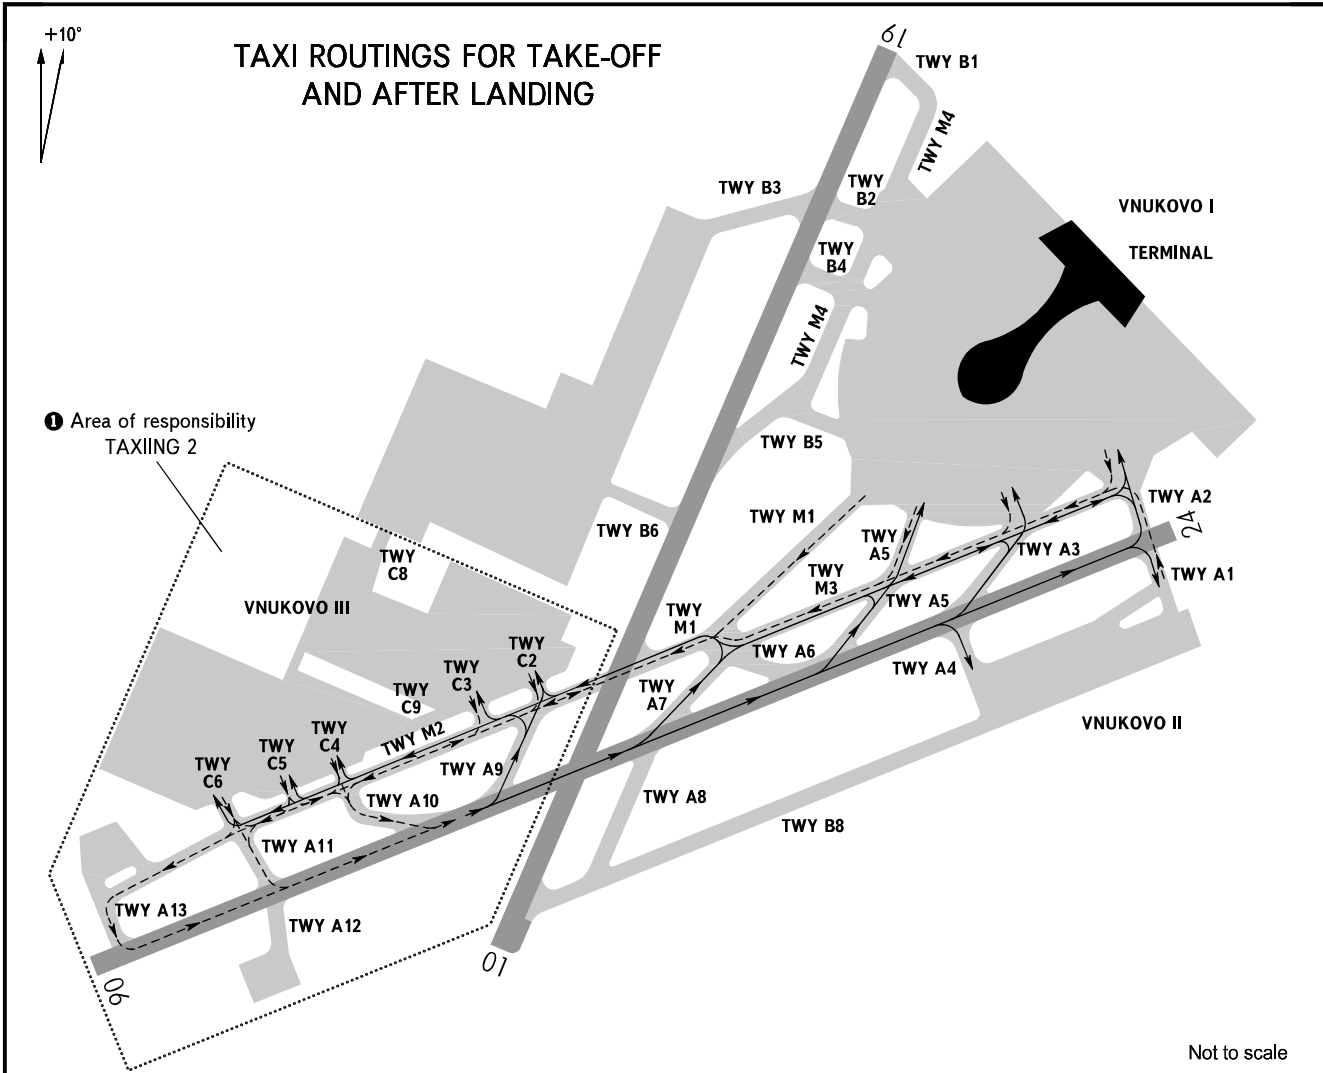 +10°
TAXI ROUTINGS FOR TAKE-OFF
AND AFTER LANDING
19
TWY B1
TWY M4
TWY B3
TWY
B2
VNUKOVO I
TERMINAL
TWY
B4
TWY M4
❶ Area of responsibility
TAXIING 2
TWY B5
TWY A2
24
TWY M1
TWY B6
TWY
A5
TWY A3
TWY
C8
TWY A1
TWY
M3
VNUKOVO III
TWY A5
TWY
M1
TWY A6
TWY A4
TWY
C2
TWY
C3
TWY
A7
TWY
C9
VNUKOVO II
TWY M2
TWY
C4
TWY
C5
TWY
C6
TWY A9
TWY A10
TWY A8
TWY B8
TWY A11
TWY A13
TWY A12
01
06
Not to scale